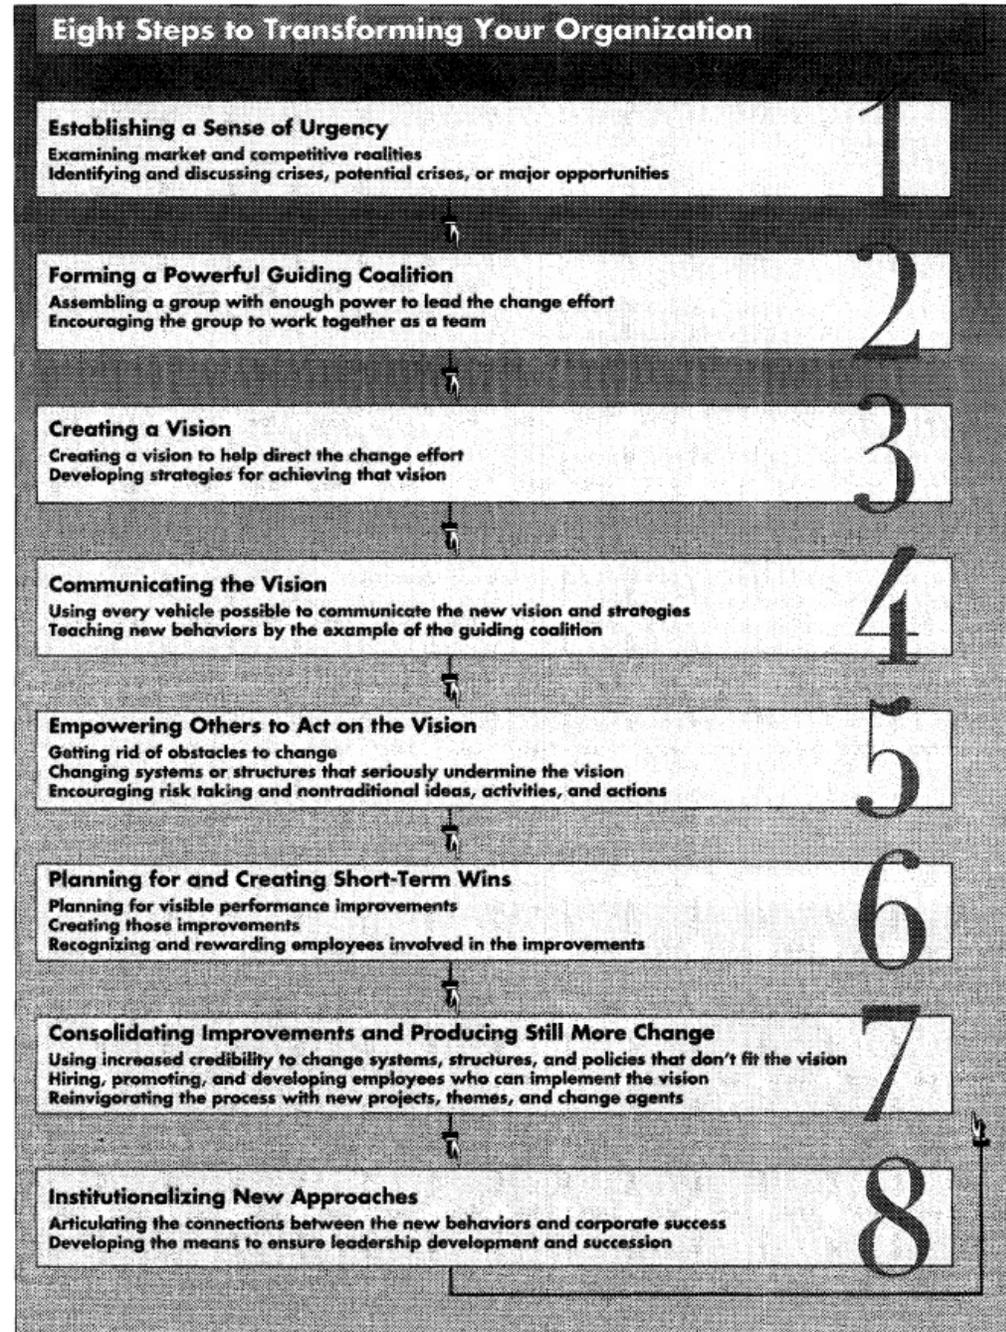 Eight Steps to Transforming Your Organization
1
Establishing a Sense of Urgency
Examining market and competitive realities
Identifying and discussing crises, potential crises, or major opportunities
2
Forming a Powerful Guiding Coalition
Assembling a group with enough power to lead the change effort
Encouraging the group to work together as a team
3
Creating a Vision
Creating a vision to help direct the change effort
Developing strategies for achieving that vision
4
Communicating the Vision
Using every vehicle possible to communicate the new vision and strategies
Teaching new behaviors by the example of the guiding coalition
5
Empowering Others to Act on the Vision
Getting rid of obstacles to change
Changing systems or structures that seriously undermine the vision
Encouraging risk taking and nontraditional ideas, activities, and actions
6
Planning for and Creating Short-Term Wins
Planning for visible performance improvements
Creating those improvements
Recognizing and rewarding employees involved in the improvements
7
Consolidating Improvements and Producing Still More Change
Using increased credibility to change systems, structures, and policies that don't fit the vision
Hiring, promoting, and developing employees who can implement the vision
Reinvigorating the process with new projects, themes, and change agents
8
Institutionalizing New Approaches
Articulating the connections between the new behaviors and corporate success
Developing the means to ensure leadership development and succession